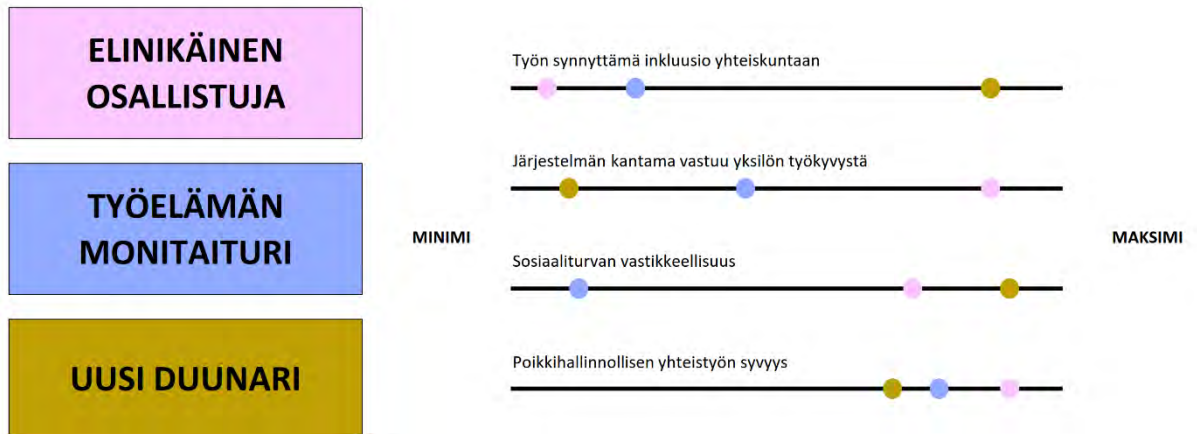 ELINIKÄINEN
OSALLISTUJA
TYÖELÄMÄN
MONITAITURI
UUSI DUUNARI
MINIMI
Työn synnyttämä inkluusio yhteiskuntaan
Järjestelmän kantama vastuu yksilön työkyvystä
Sosiaaliturvan vastikkeellisuus
Poikkihallinnollisen yhteistyön syvyys
MAKSIMI